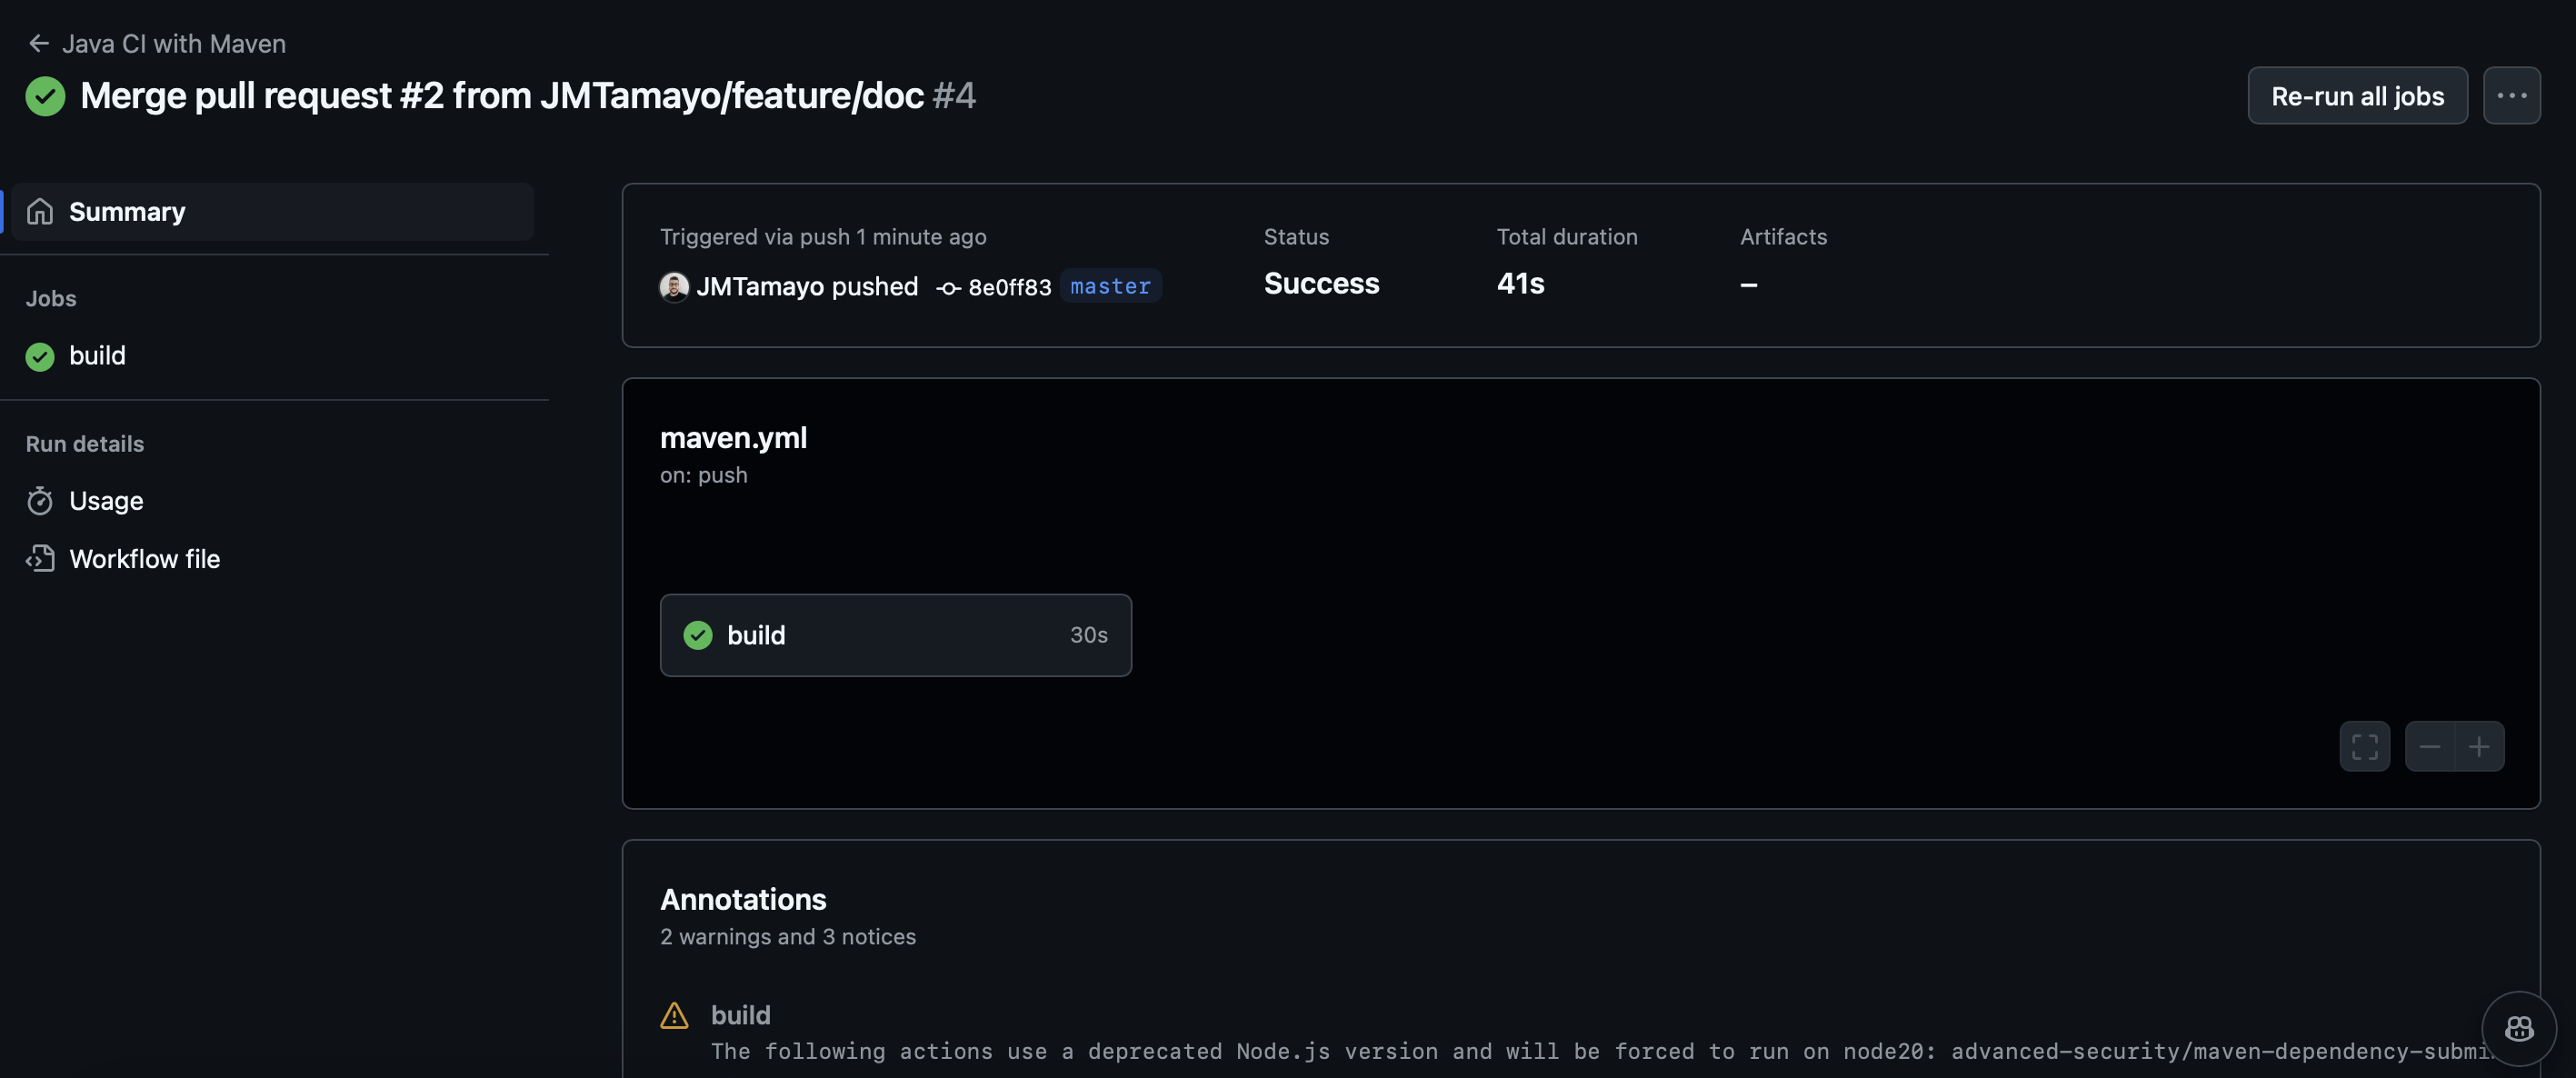 Java CI with Maven
Merge pull request #2 from JMTamayo/feature/doc #4
Re-run all jobs
Summary
Jobs
build
Run details
Usage
Workflow file
Triggered via push 1 minute ago
JMTamayo pushed 8e0ff83 master
Status
Success
Total duration
41s
Artifacts
–
maven.yml
on: push
build 30s
Annotations
2 warnings and 3 notices
build
The following actions use a deprecated Node.js version and will be forced to run on node20: advanced-security/maven-dependency-submi